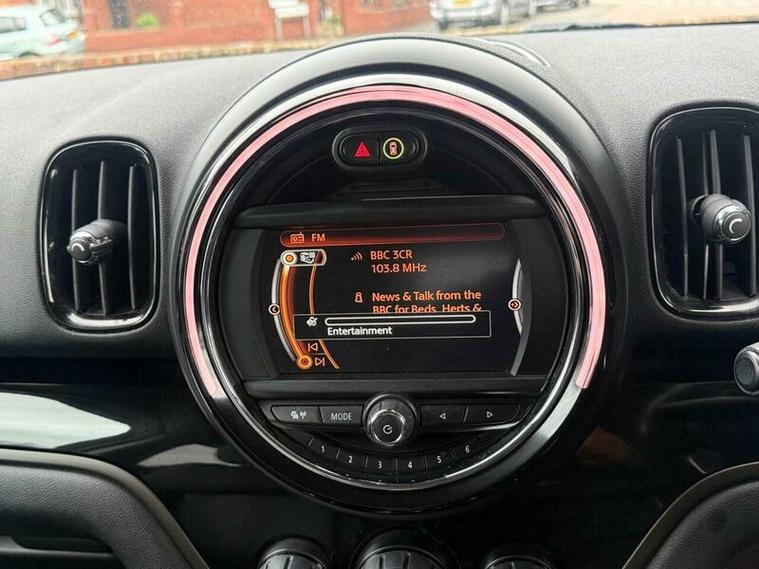 FM
BBC 3CR
103.8 MHz
News & Talk from the
BBC for Beds, Herts &
Entertainment
MODE
1 2 3 4 5 6